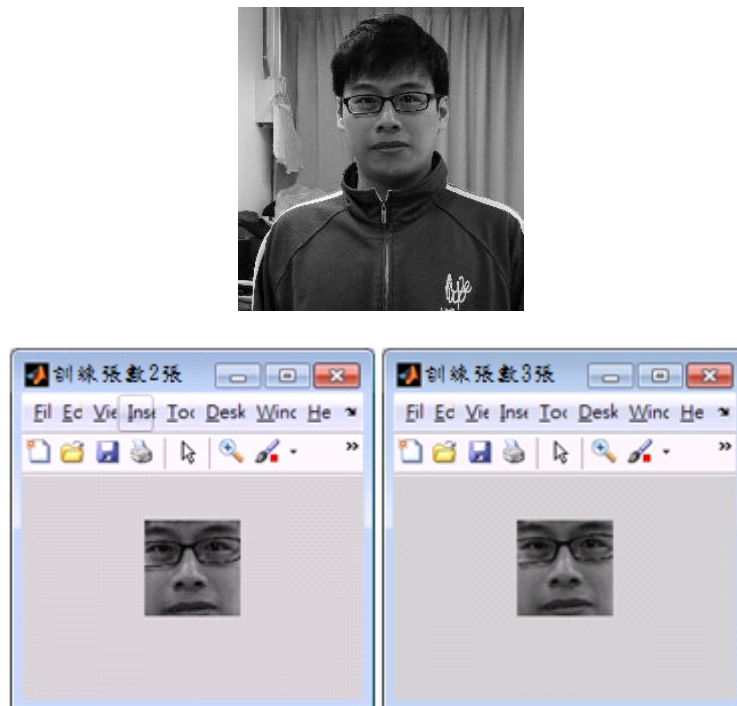 訓練張數2張
Fil Ec Vie Inse Toc Desk Winc He
訓練張數3張
Fil Ec Vie Inse Toc Desk Winc He